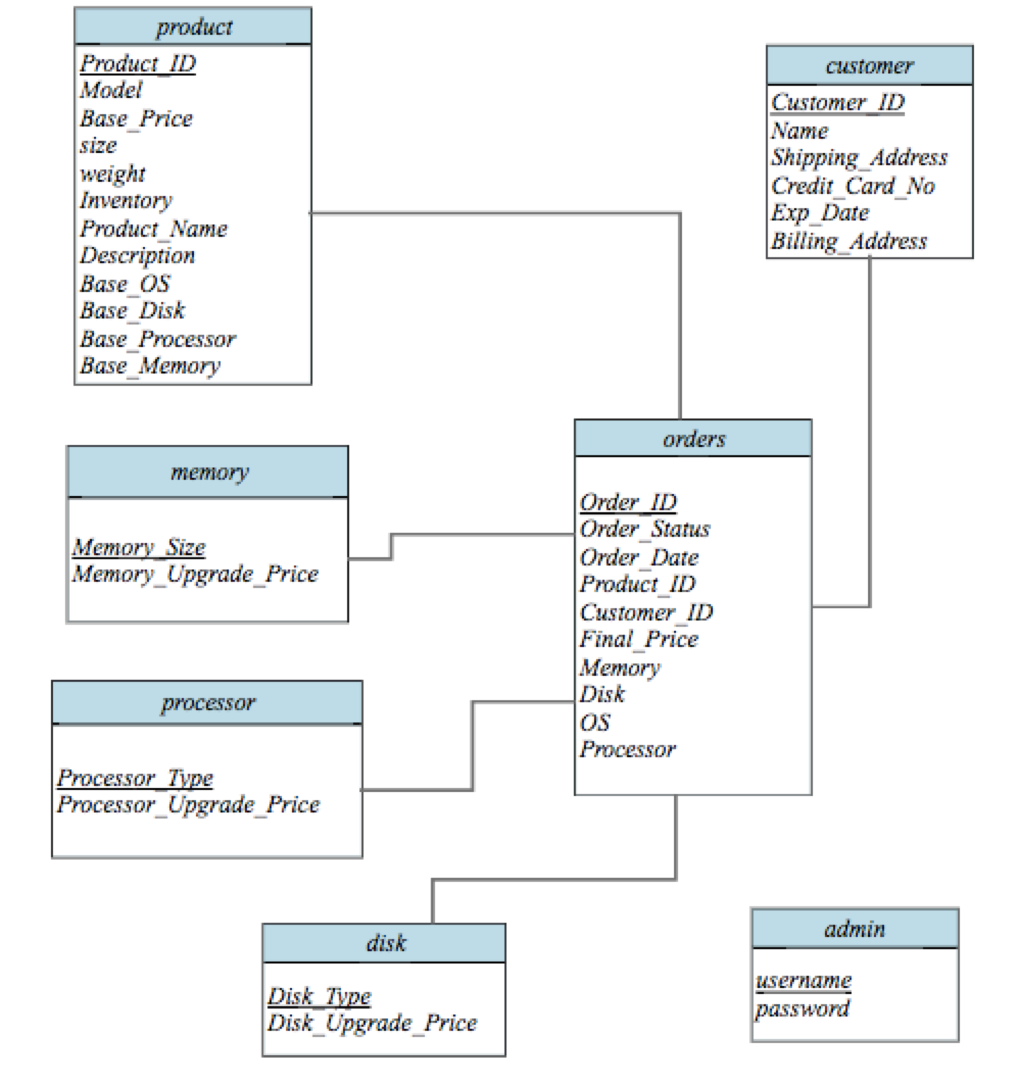 product
Product_ID
Model
Base_Price
size
weight
Inventory
Product_Name
Description
Base_OS
Base_Disk
Base_Processor
Base_Memory
customer
Customer_ID
Name
Shipping_Address
Credit_Card_No
Exp_Date
Billing_Address
memory
Memory_Size
Memory_Upgrade_Price
orders
Order_ID
Order_Status
Order_Date
Product_ID
Customer_ID
Final_Price
Memory
Disk
OS
Processor
processor
Processor_Type
Processor_Upgrade_Price
disk
Disk_Type
Disk_Upgrade_Price
admin
username
password